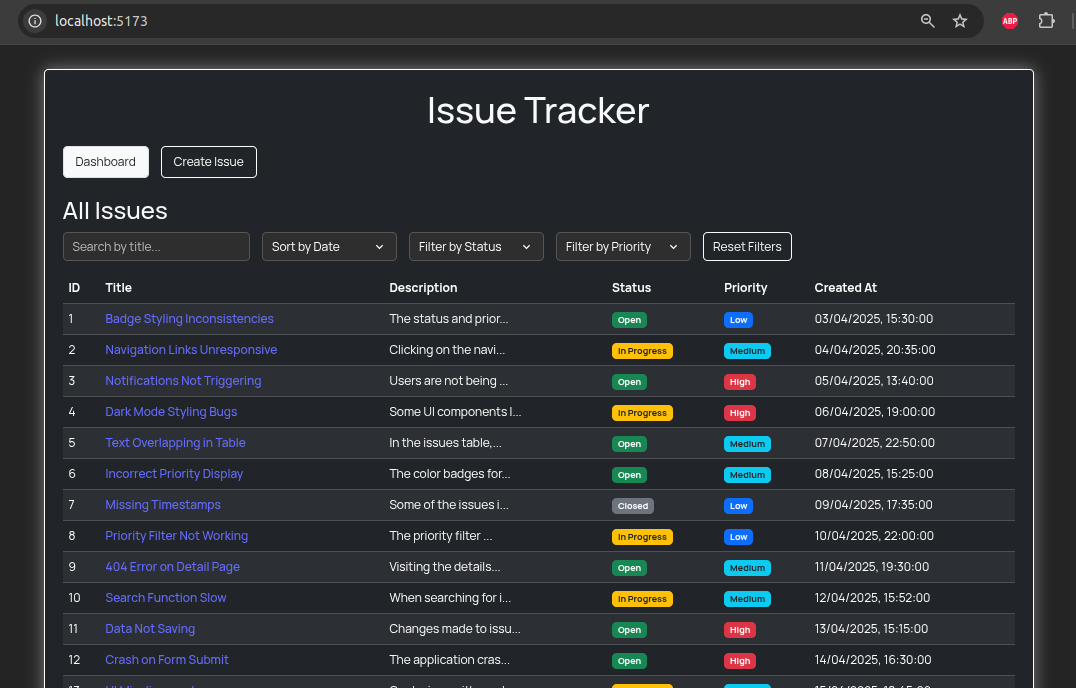 localhost:5173
ABP
Issue Tracker
Dashboard Create Issue
All Issues
Search by title... Sort by Date Filter by Status Filter by Priority Reset Filters
ID Title Description Status Priority Created At
1 Badge Styling Inconsistencies The status and prior... Open Low 03/04/2025, 15:30:00
2 Navigation Links Unresponsive Clicking on the navi... In Progress Medium 04/04/2025, 20:35:00
3 Notifications Not Triggering Users are not being ... Open High 05/04/2025, 13:40:00
4 Dark Mode Styling Bugs Some UI components l... In Progress High 06/04/2025, 19:00:00
5 Text Overlapping in Table In the issues table,... Open Medium 07/04/2025, 22:50:00
6 Incorrect Priority Display The color badges for... Open Medium 08/04/2025, 15:25:00
7 Missing Timestamps Some of the issues i... Closed Low 09/04/2025, 17:35:00
8 Priority Filter Not Working The priority filter ... In Progress Low 10/04/2025, 22:00:00
9 404 Error on Detail Page Visiting the details... Open Medium 11/04/2025, 19:30:00
10 Search Function Slow When searching for i... In Progress Medium 12/04/2025, 15:52:00
11 Data Not Saving Changes made to issu... Open High 13/04/2025, 15:15:00
12 Crash on Form Submit The application cras... Open High 14/04/2025, 16:30:00